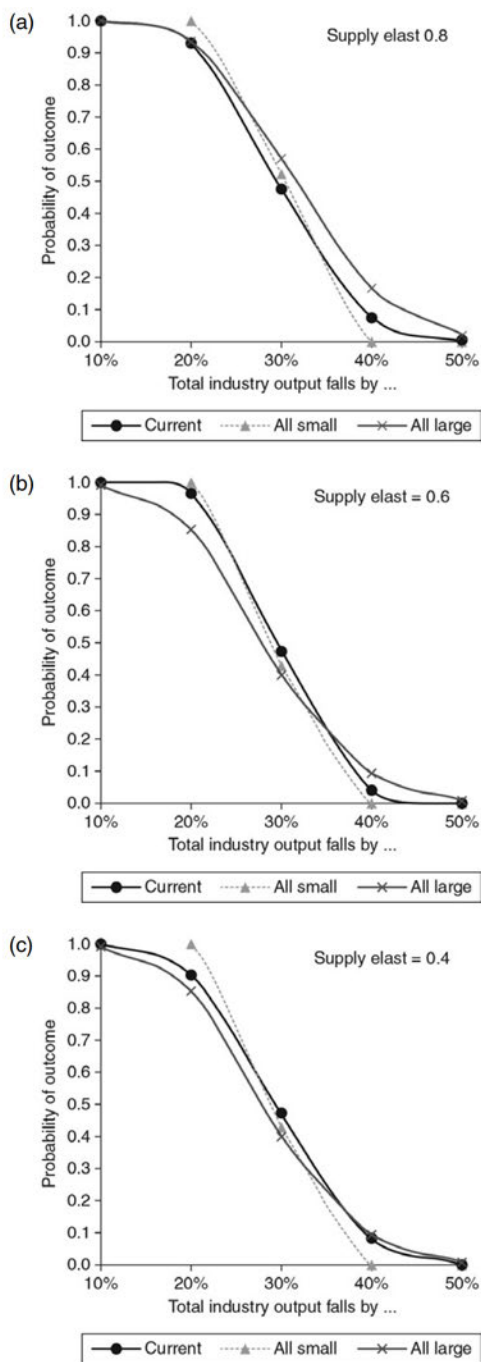 (a)
Supply elast 0.8
Probability of outcome
1.0
0.9
0.8
0.7
0.6
0.5
0.4
0.3
0.2
0.1
0.0
10% 20% 30% 40% 50%
Total industry output falls by ...
Current All small All large
(b)
Supply elast = 0.6
Probability of outcome
1.0
0.9
0.8
0.7
0.6
0.5
0.4
0.3
0.2
0.1
0.0
10% 20% 30% 40% 50%
Total industry output falls by ...
Current All small All large
(c)
Supply elast = 0.4
Probability of outcome
1.0
0.9
0.8
0.7
0.6
0.5
0.4
0.3
0.2
0.1
0.0
10% 20% 30% 40% 50%
Total industry output falls by ...
Current All small All large